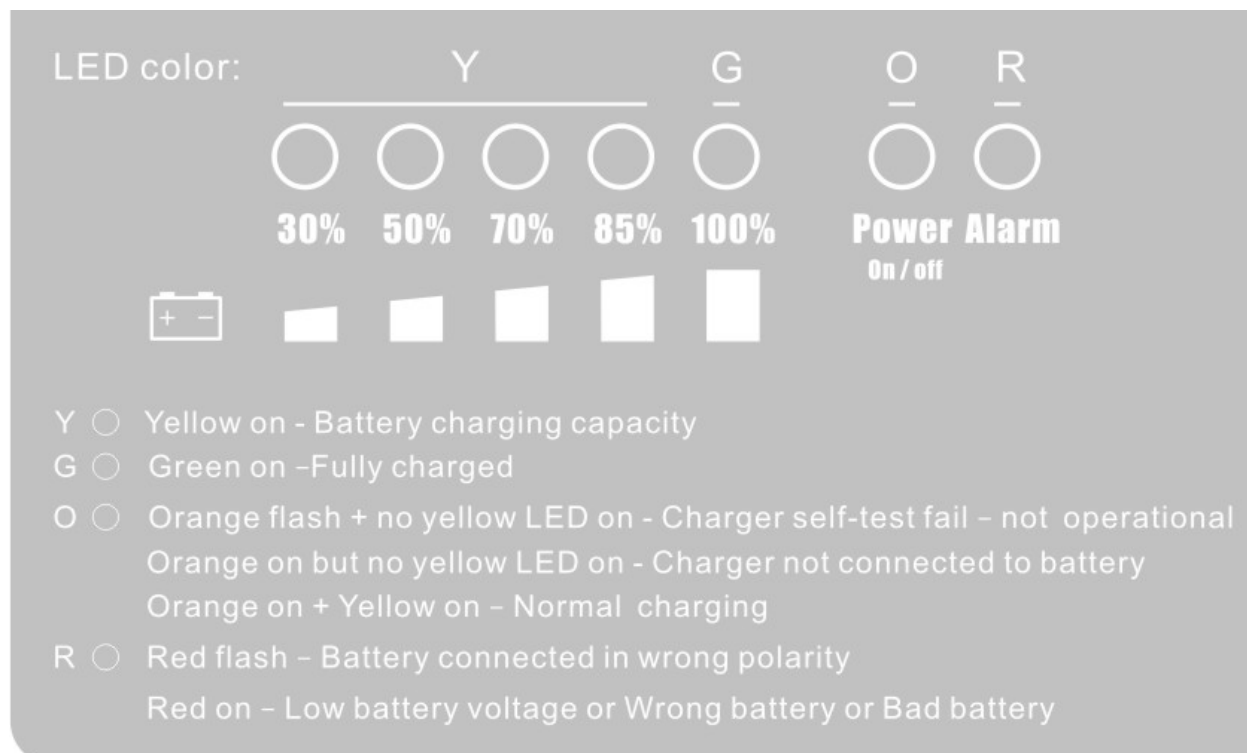 LED color: Y G O R
30% 50% 70% 85% 100% Power Alarm
On / off
+ −
Y Yellow on - Battery charging capacity
G Green on –Fully charged
O Orange flash + no yellow LED on - Charger self-test fail – not operational
Orange on but no yellow LED on - Charger not connected to battery
Orange on + Yellow on – Normal charging
R Red flash – Battery connected in wrong polarity
Red on – Low battery voltage or Wrong battery or Bad battery